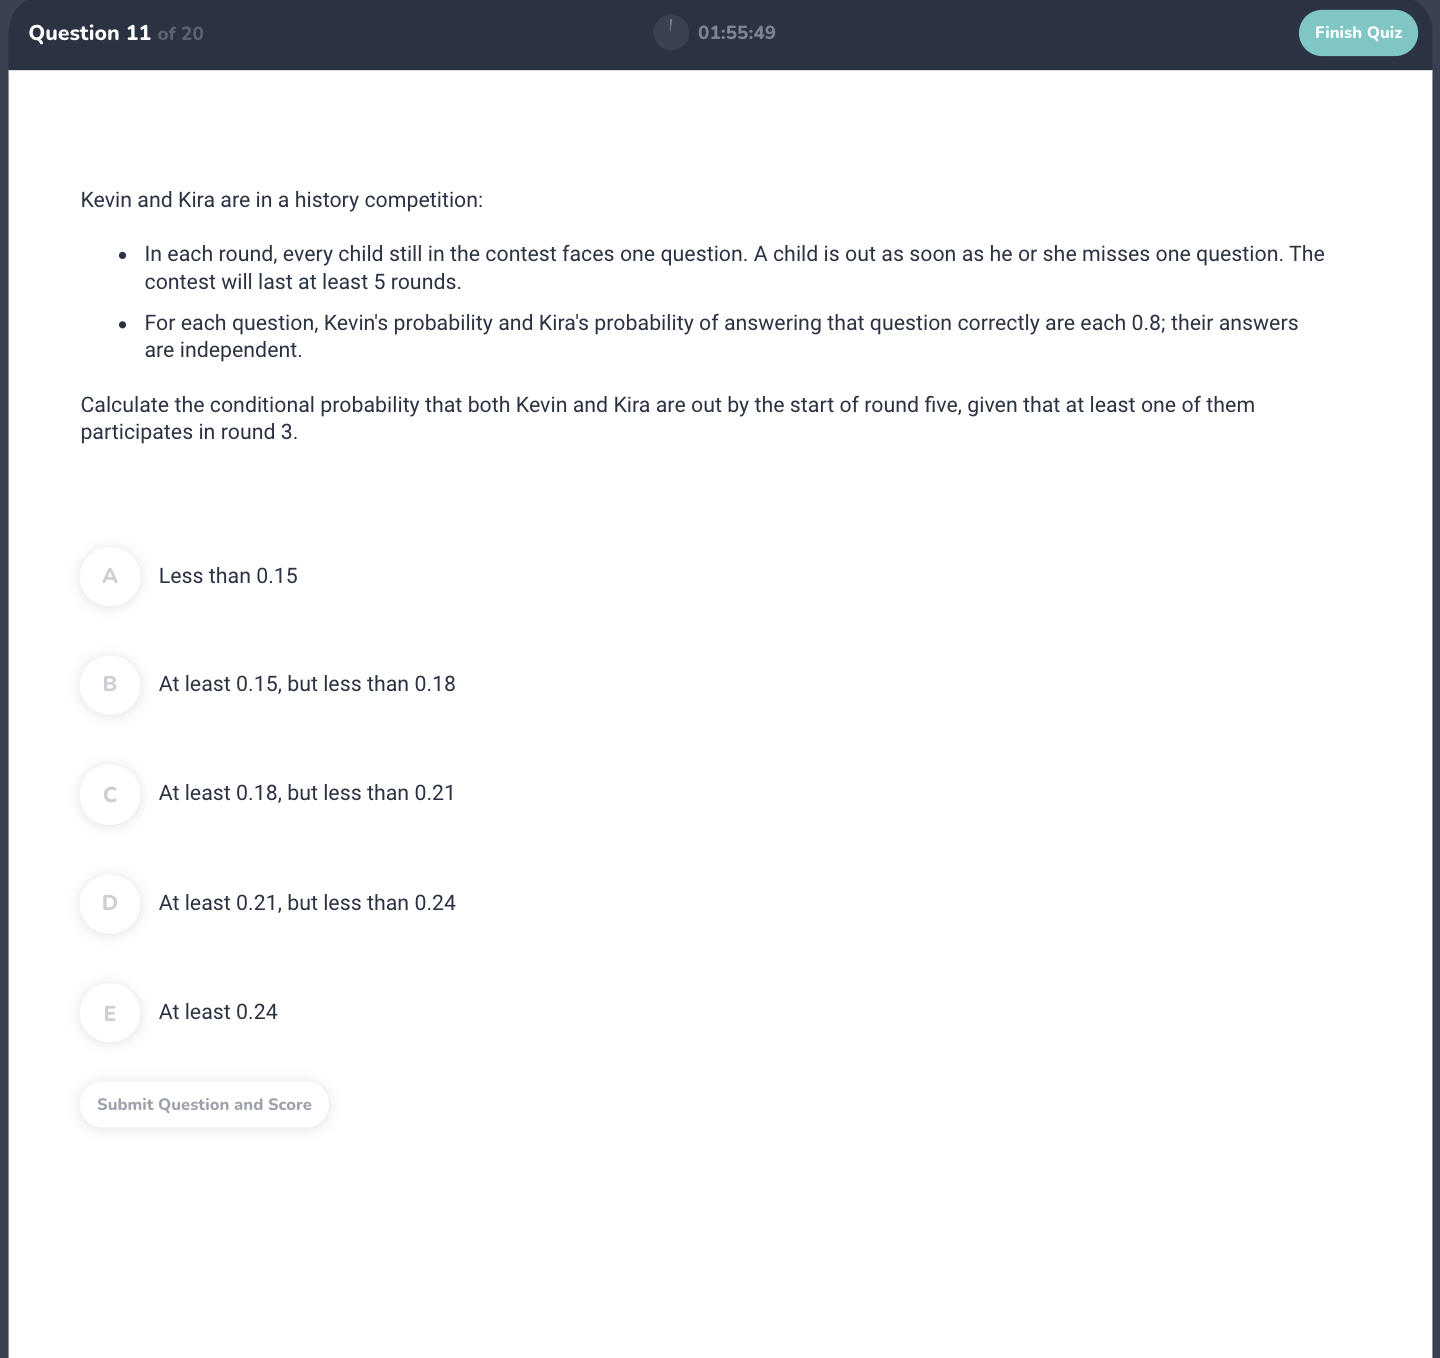 Question 11 of 20
01:55:49
Finish Quiz
Kevin and Kira are in a history competition:
• In each round, every child still in the contest faces one question. A child is out as soon as he or she misses one question. The
contest will last at least 5 rounds.
• For each question, Kevin's probability and Kira's probability of answering that question correctly are each 0.8; their answers
are independent.
Calculate the conditional probability that both Kevin and Kira are out by the start of round five, given that at least one of them
participates in round 3.
A Less than 0.15
B At least 0.15, but less than 0.18
C At least 0.18, but less than 0.21
D At least 0.21, but less than 0.24
E At least 0.24
Submit Question and Score